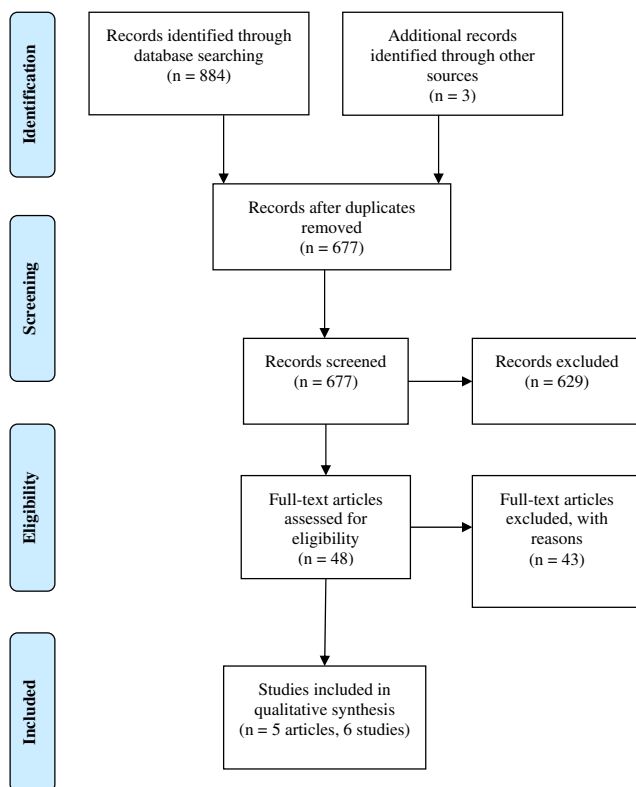 Identification
Records identified through
database searching
(n = 884)
Additional records
identified through other
sources
(n = 3)
Records after duplicates
removed
(n = 677)
Screening
Records screened
(n = 677)
Records excluded
(n = 629)
Eligibility
Full-text articles
assessed for
eligibility
(n = 48)
Full-text articles
excluded, with
reasons
(n = 43)
Included
Studies included in
qualitative synthesis
(n = 5 articles, 6 studies)